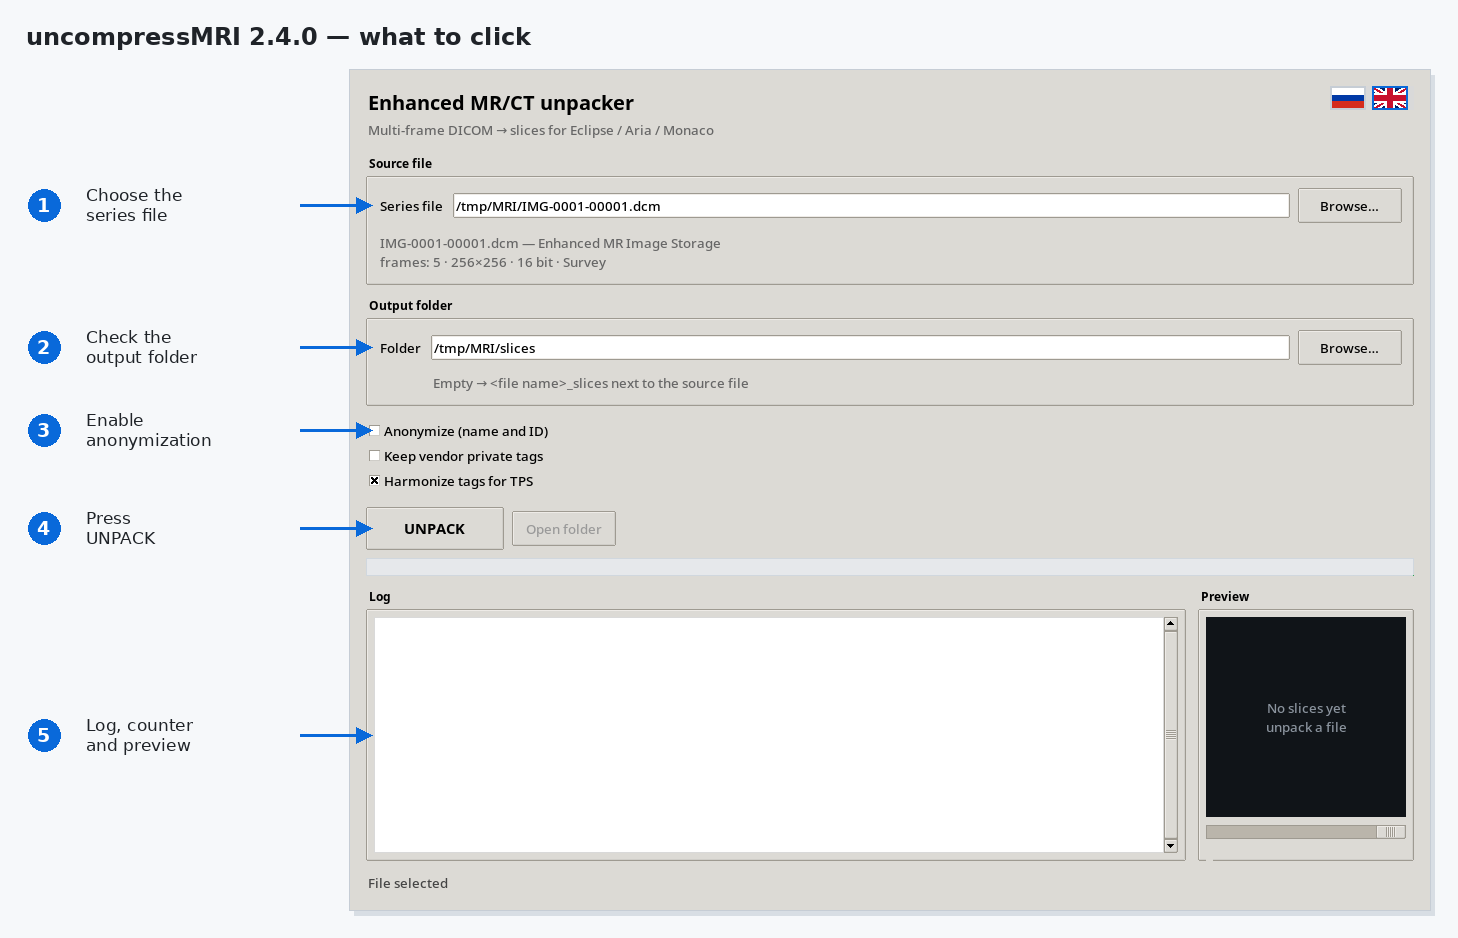 uncompressMRI 2.4.0 — what to click
Enhanced MR/CT unpacker
Multi-frame DICOM → slices for Eclipse / Aria / Monaco
Source file
1
Choose the
series file
Series file
/tmp/MRI/IMG-0001-00001.dcm
Browse...
IMG-0001-00001.dcm — Enhanced MR Image Storage
frames: 5 · 256×256 · 16 bit · Survey
Output folder
2
Check the
output folder
Folder
/tmp/MRI/slices
Browse...
Empty → <file name>_slices next to the source file
3
Enable
anonymization
Anonymize (name and ID)
Keep vendor private tags
Harmonize tags for TPS
4
Press
UNPACK
UNPACK
Open folder
Log
Preview
5
Log, counter
and preview
No slices yet
unpack a file
File selected